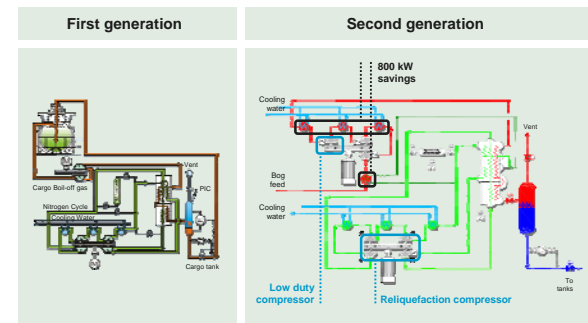 First generation
Second generation
Vent
PIC
Cargo Boil-off gas
Nitrogen Cycle
Cooling Water
Cargo tank
800 kW
savings
Cooling
water
Vent
Bog
feed
Cooling
water
To
tanks
Low duty
compressor
Reliquefaction compressor